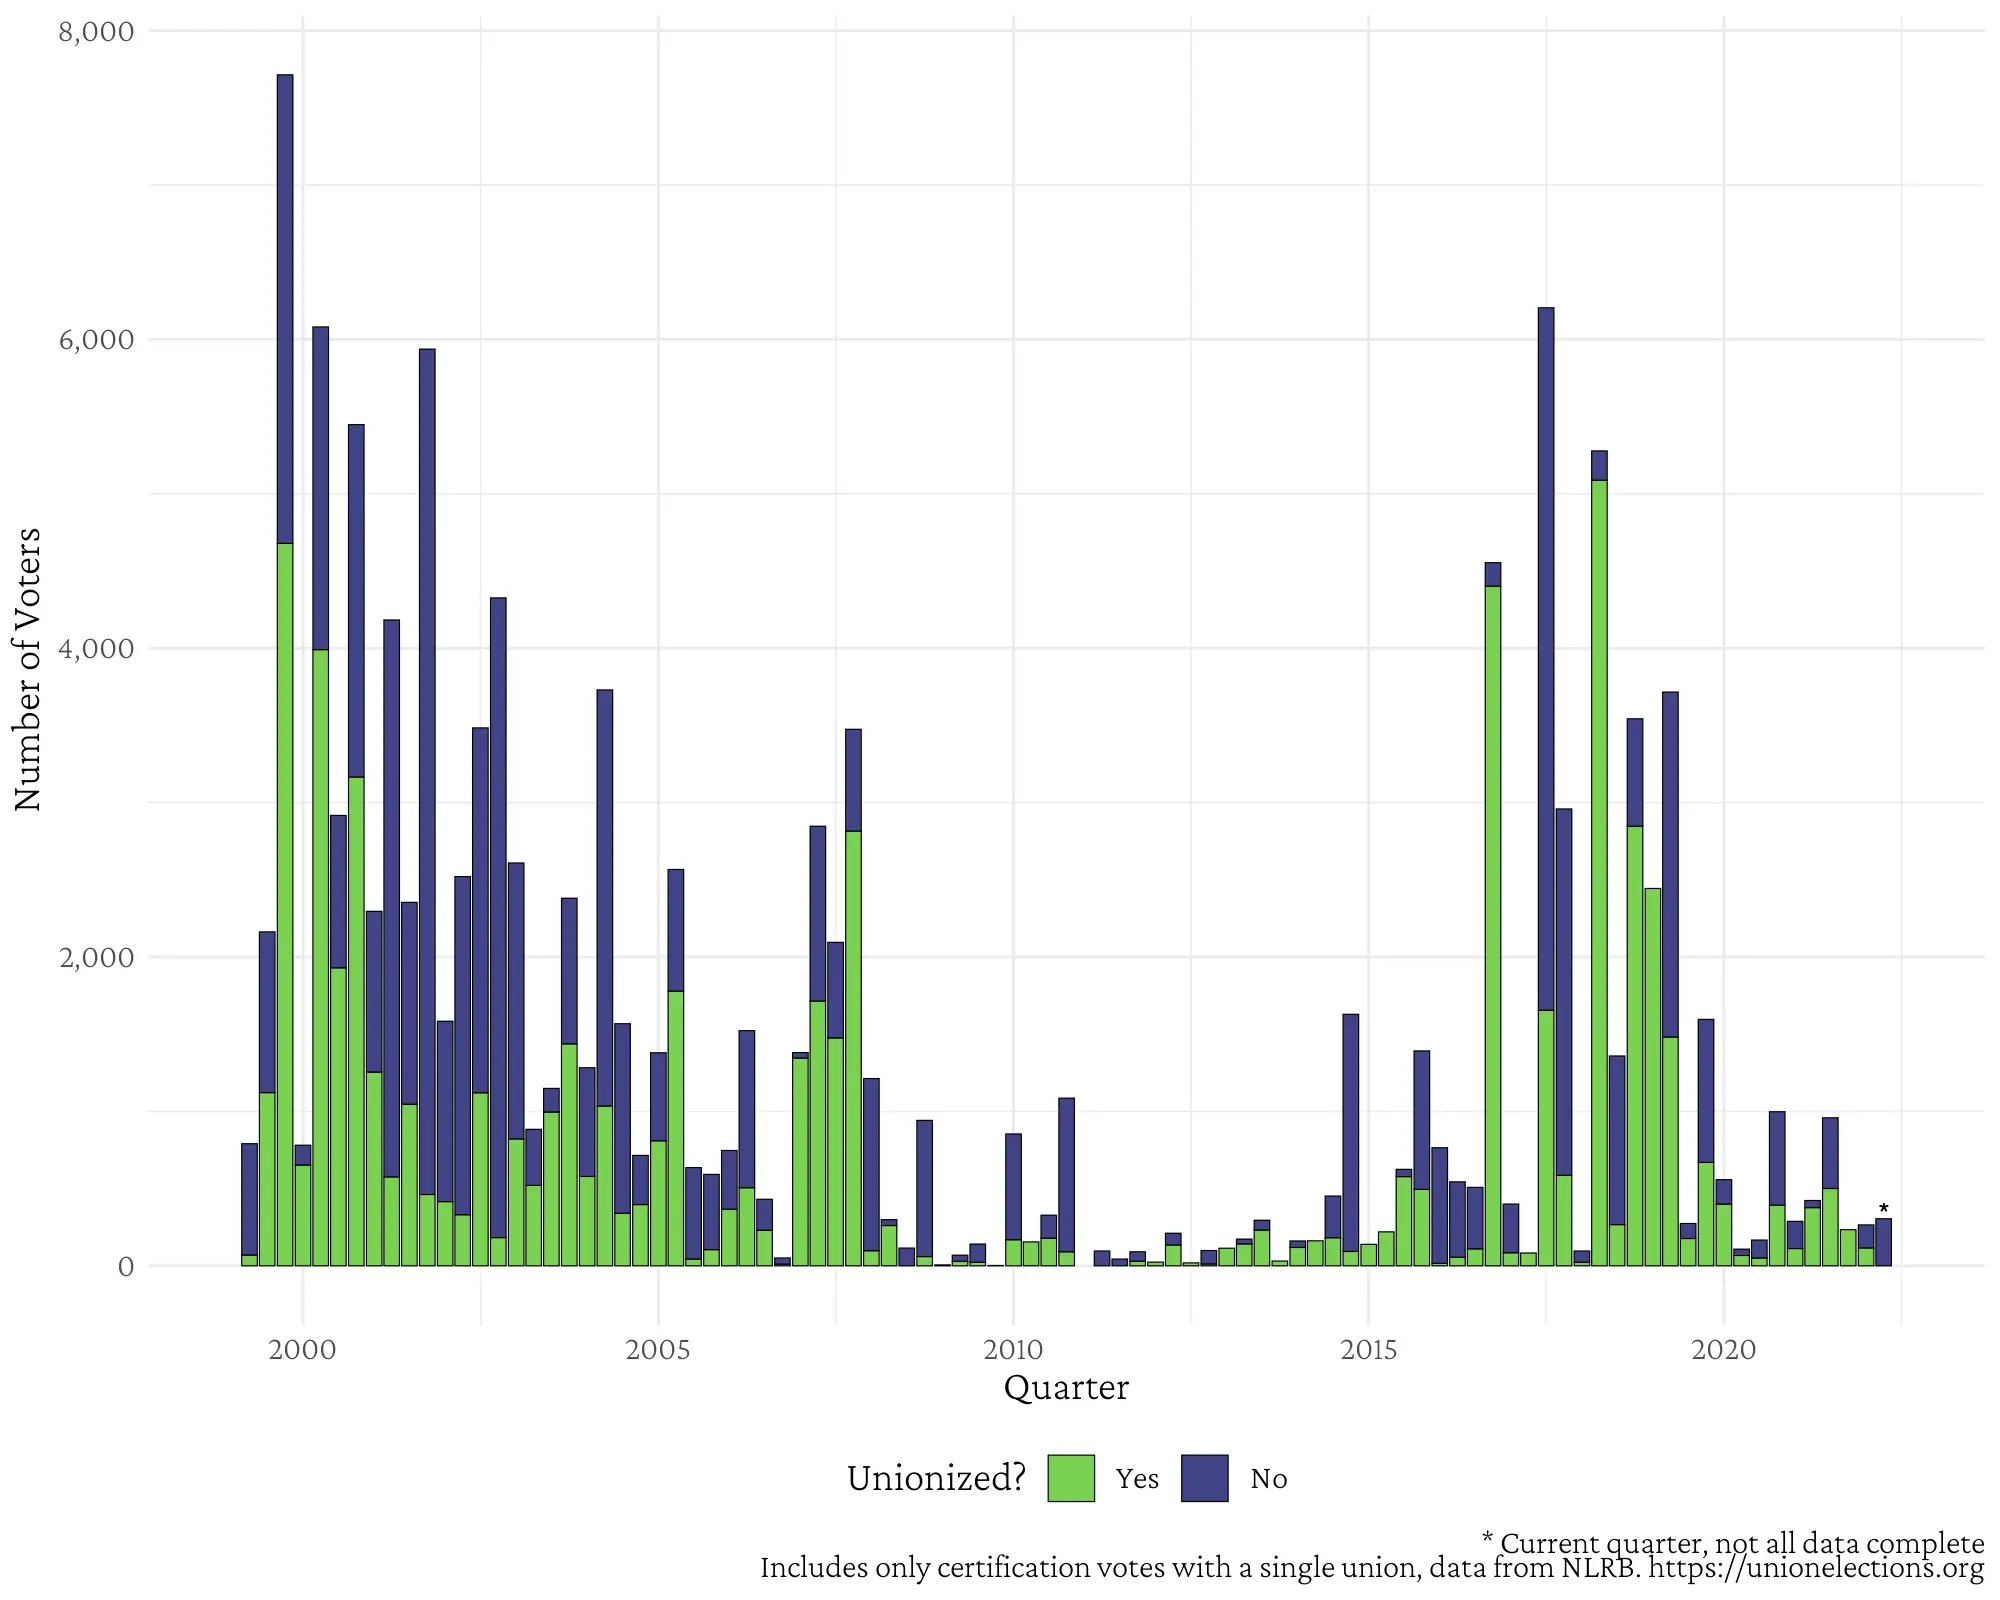 8,000
6,000
4,000
2,000
0
Number of Voters
*
2000 2005 2010 2015 2020
Quarter
Unionized? Yes No
* Current quarter, not all data complete
Includes only certification votes with a single union, data from NLRB. https://unionelections.org